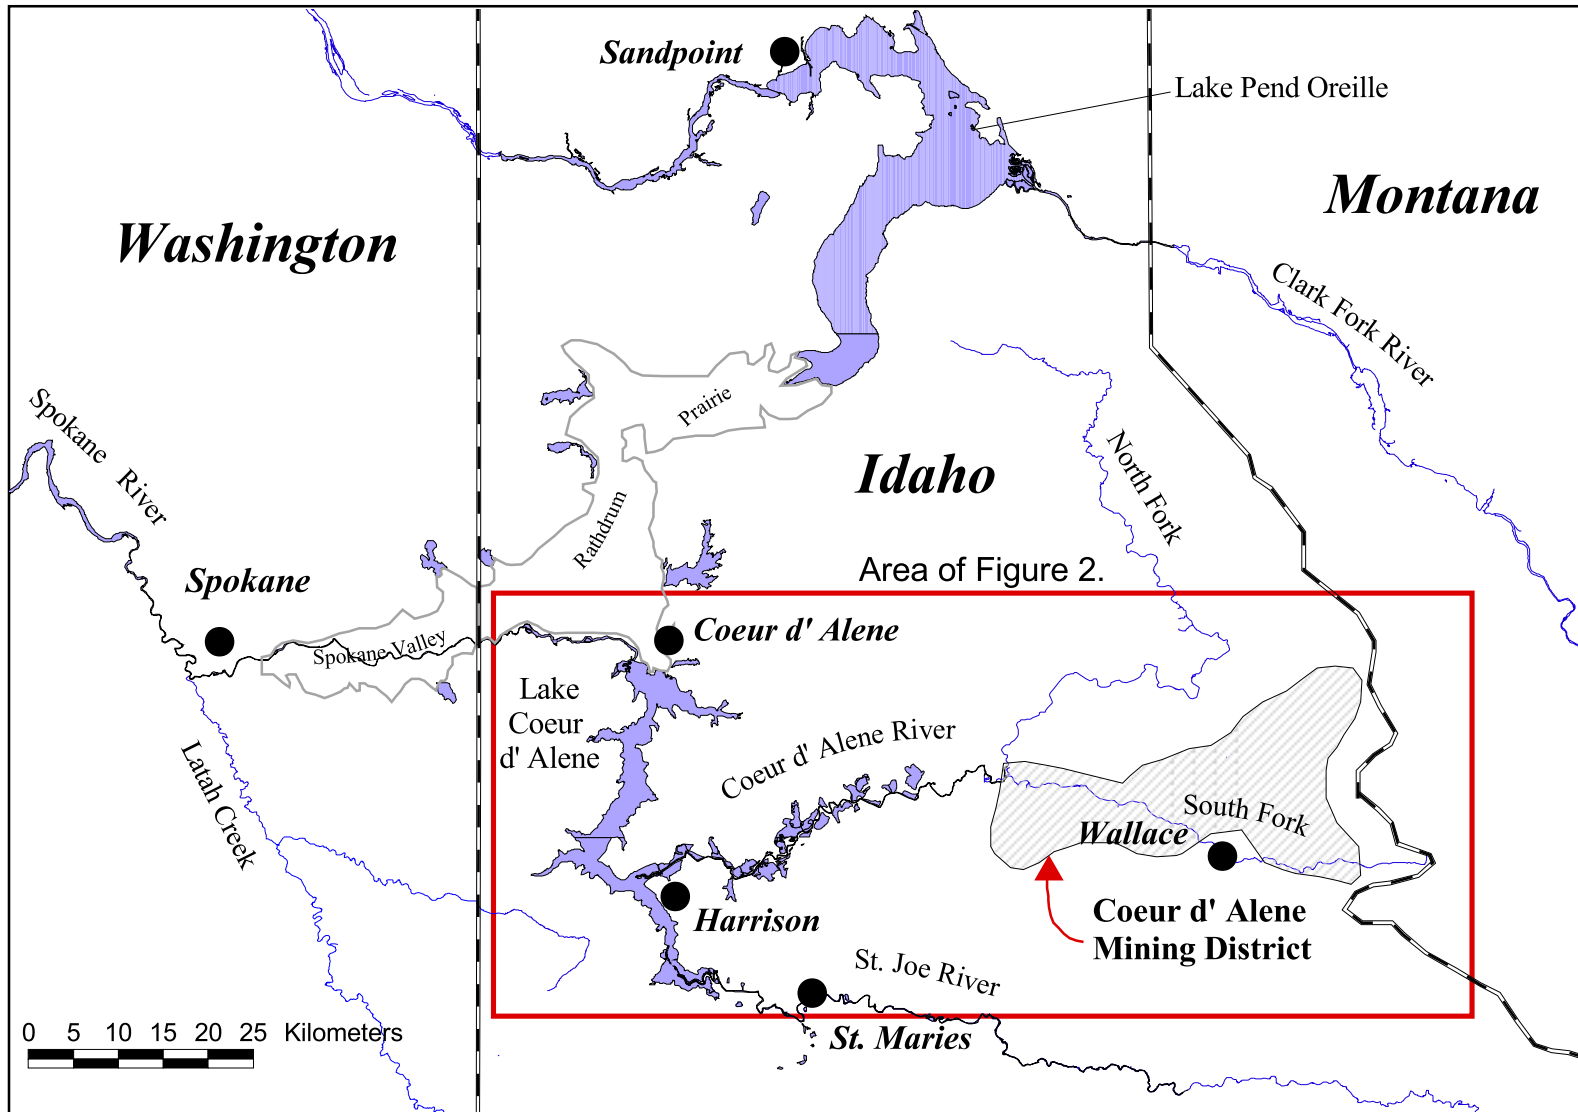 Sandpoint
Lake Pend Oreille
Montana
Washington
Clark Fork River
Prairie
Spokane River
Idaho
North Fork
Rathdrum
Area of Figure 2.
Spokane
Coeur d' Alene
Spokane Valley
Lake
Coeur
d' Alene
Coeur d' Alene River
Latah Creek
South Fork
Wallace
Harrison
Coeur d' Alene
Mining District
St. Joe River
St. Maries
0 5 10 15 20 25 Kilometers